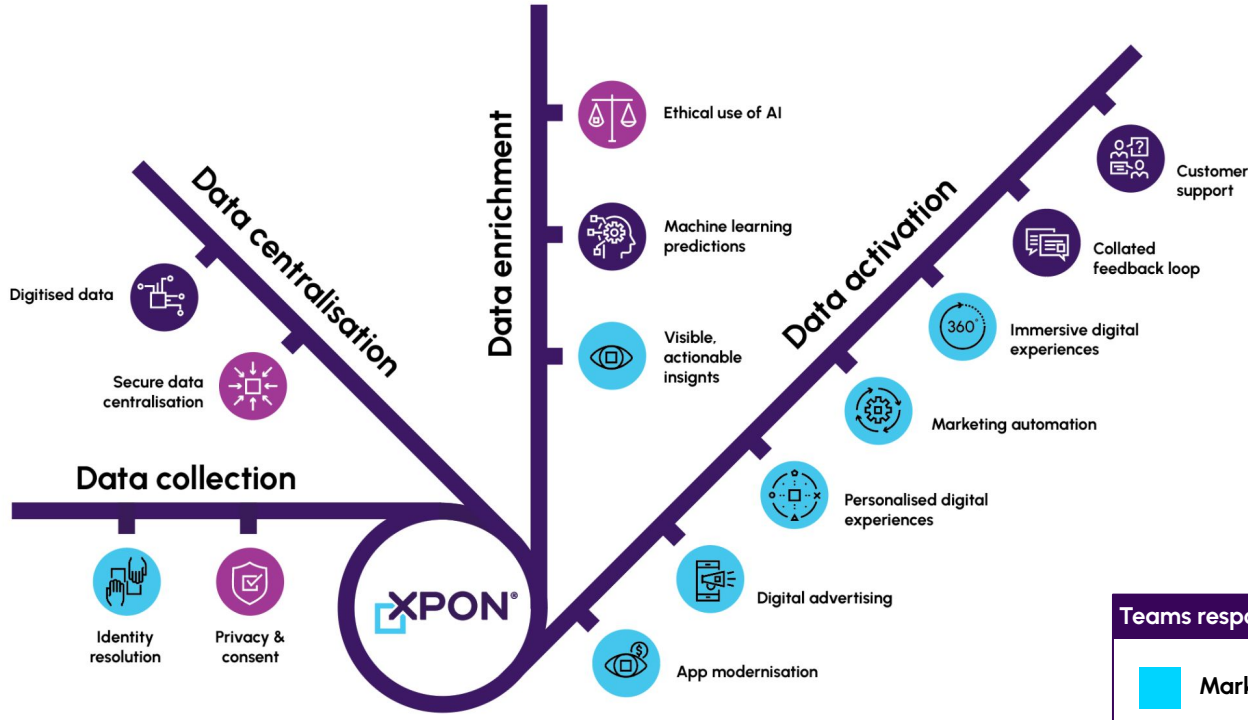 Data collection
Identity
resolution
Privacy &
consent
Data centralisation
Digitised data
Secure data
centralisation
Data enrichment
Ethical use of AI
Machine learning
predictions
Visible,
actionable
insignts
Data activation
Customer
support
Collated
feedback loop
360°
Immersive digital
experiences
Marketing automation
Personalised digital
experiences
Digital advertising
App modernisation
XPON®
Teams